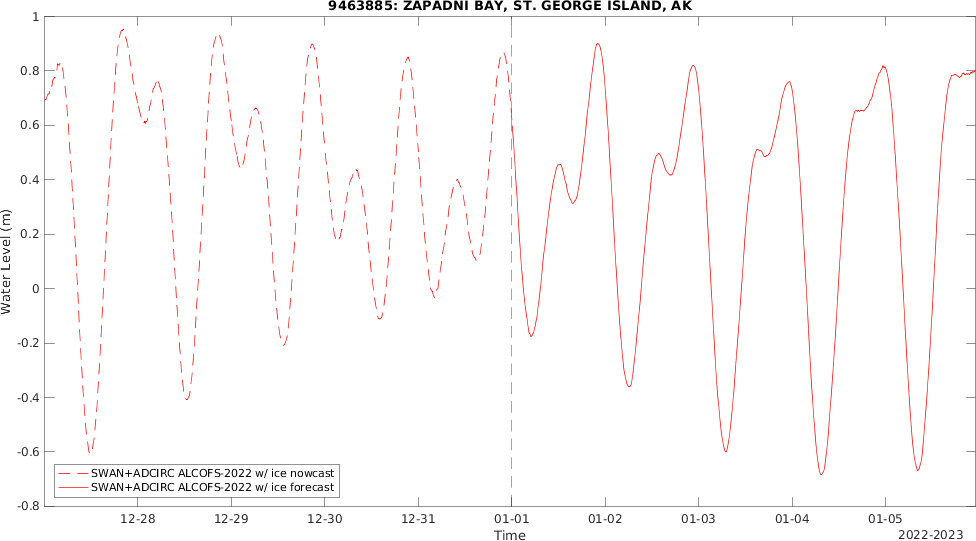 9463885: ZAPADNI BAY, ST. GEORGE ISLAND, AK
1
0.8
0.6
0.4
0.2
0
-0.2
-0.4
-0.6
-0.8
Water Level (m)
SWAN+ADCIRC ALCOFS-2022 w/ ice nowcast
SWAN+ADCIRC ALCOFS-2022 w/ ice forecast
12-28 12-29 12-30 12-31 01-01 01-02 01-03 01-04 01-05
Time
2022-2023